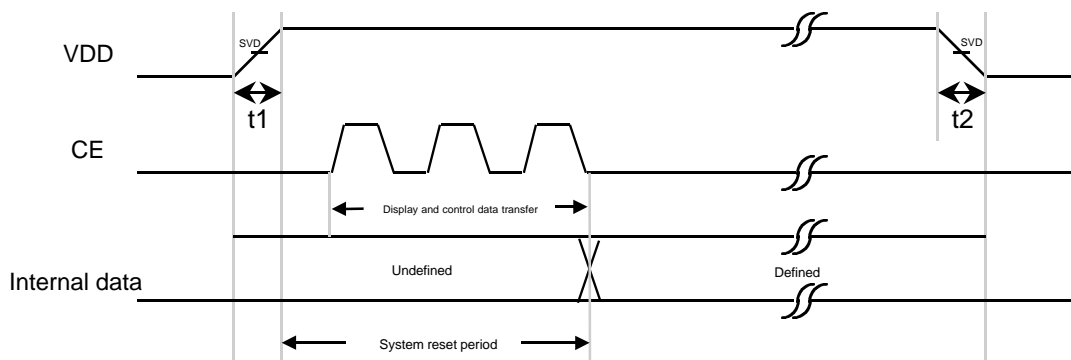 SVD
SVD
VDD
t1
t2
CE
Display and control data transfer
Undefined
Defined
Internal data
System reset period